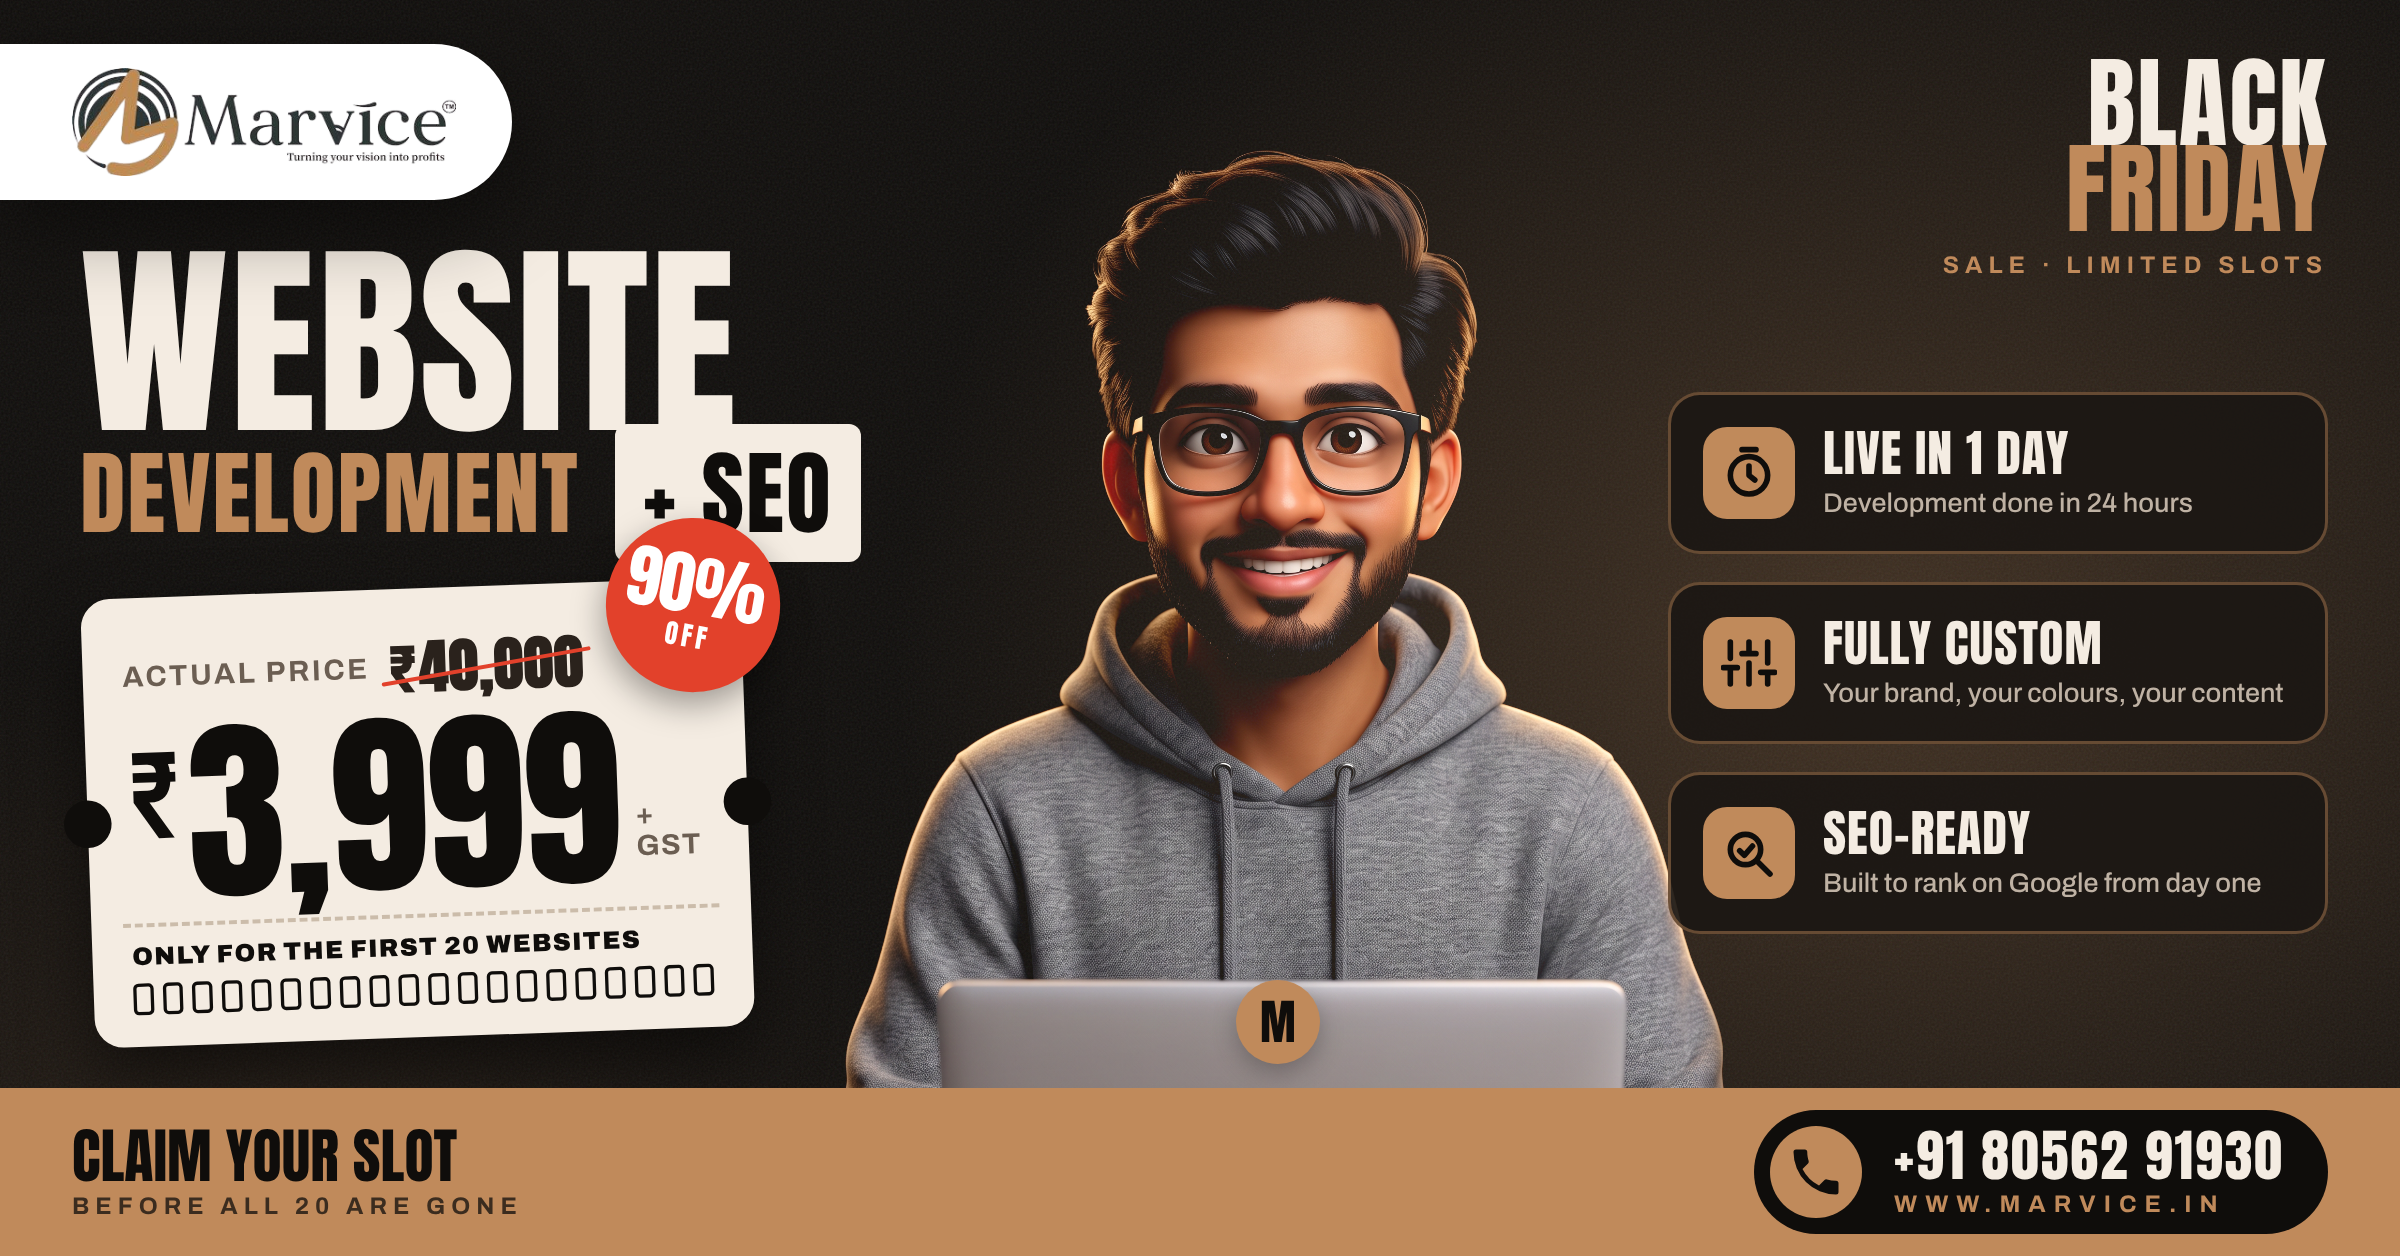 Marvice™
Turning your vision into profits
BLACK
FRIDAY
SALE · LIMITED SLOTS
WEBSITE
DEVELOPMENT + SEO
90%
OFF
ACTUAL PRICE ₹40,000
₹3,999 + GST
ONLY FOR THE FIRST 20 WEBSITES
LIVE IN 1 DAY
Development done in 24 hours
FULLY CUSTOM
Your brand, your colours, your content
SEO-READY
Built to rank on Google from day one
M
CLAIM YOUR SLOT
BEFORE ALL 20 ARE GONE
+91 80562 91930
WWW.MARVICE.IN